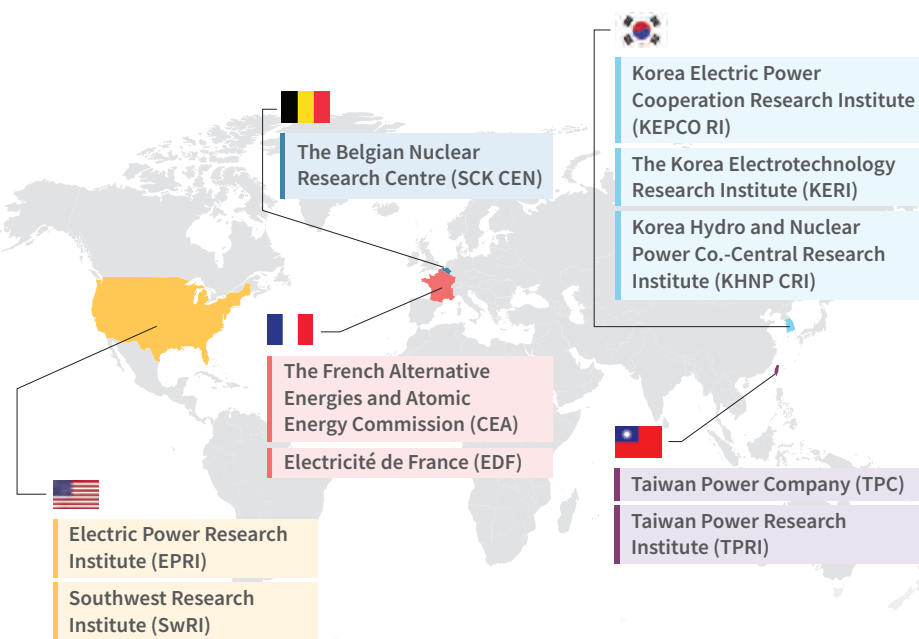 The Belgian Nuclear
Research Centre (SCK CEN)
Korea Electric Power
Cooperation Research Institute
(KEPCO RI)
The Korea Electrotechnology
Research Institute (KERI)
Korea Hydro and Nuclear
Power Co.-Central Research
Institute (KHNP CRI)
The French Alternative
Energies and Atomic
Energy Commission (CEA)
Electricité de France (EDF)
Taiwan Power Company (TPC)
Taiwan Power Research
Institute (TPRI)
Electric Power Research
Institute (EPRI)
Southwest Research
Institute (SwRI)